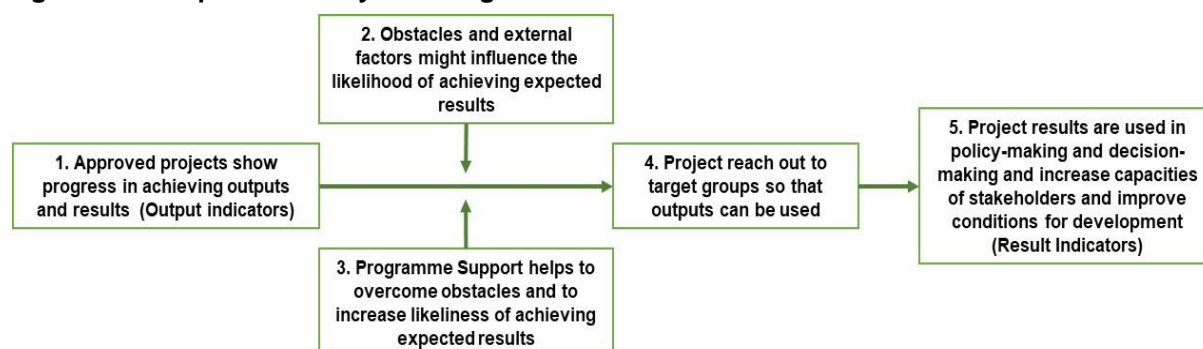 2. Obstacles and external
factors might influence the
likelihood of achieving expected
results
1. Approved projects show
progress in achieving outputs
and results (Output indicators)
4. Project reach out to
target groups so that
outputs can be used
5. Project results are used in
policy-making and decision-
making and increase capacities
of stakeholders and improve
conditions for development
(Result Indicators)
3. Programme Support helps to
overcome obstacles and to
increase likeliness of achieving
expected results